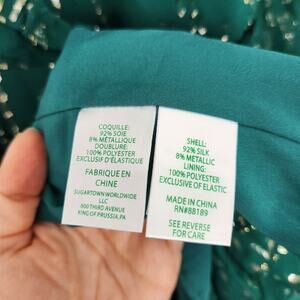 COQUILLE:
92% SOIE
8% MÉTALLIQUE
DOUBLURE:
100% POLYESTER
EXCLUSIF D'ÉLASTIQUE
FABRIQUÉ EN
CHINE
SUGARTOWN WORLDWIDE
LLC
800 THIRD AVENUE
KING OF PRUSSIA,PA
SHELL:
92% SILK
8% METALLIC
LINING:
100% POLYESTER
EXCLUSIVE OF ELASTIC
MADE IN CHINA
RN#88189
SEE REVERSE
FOR CARE